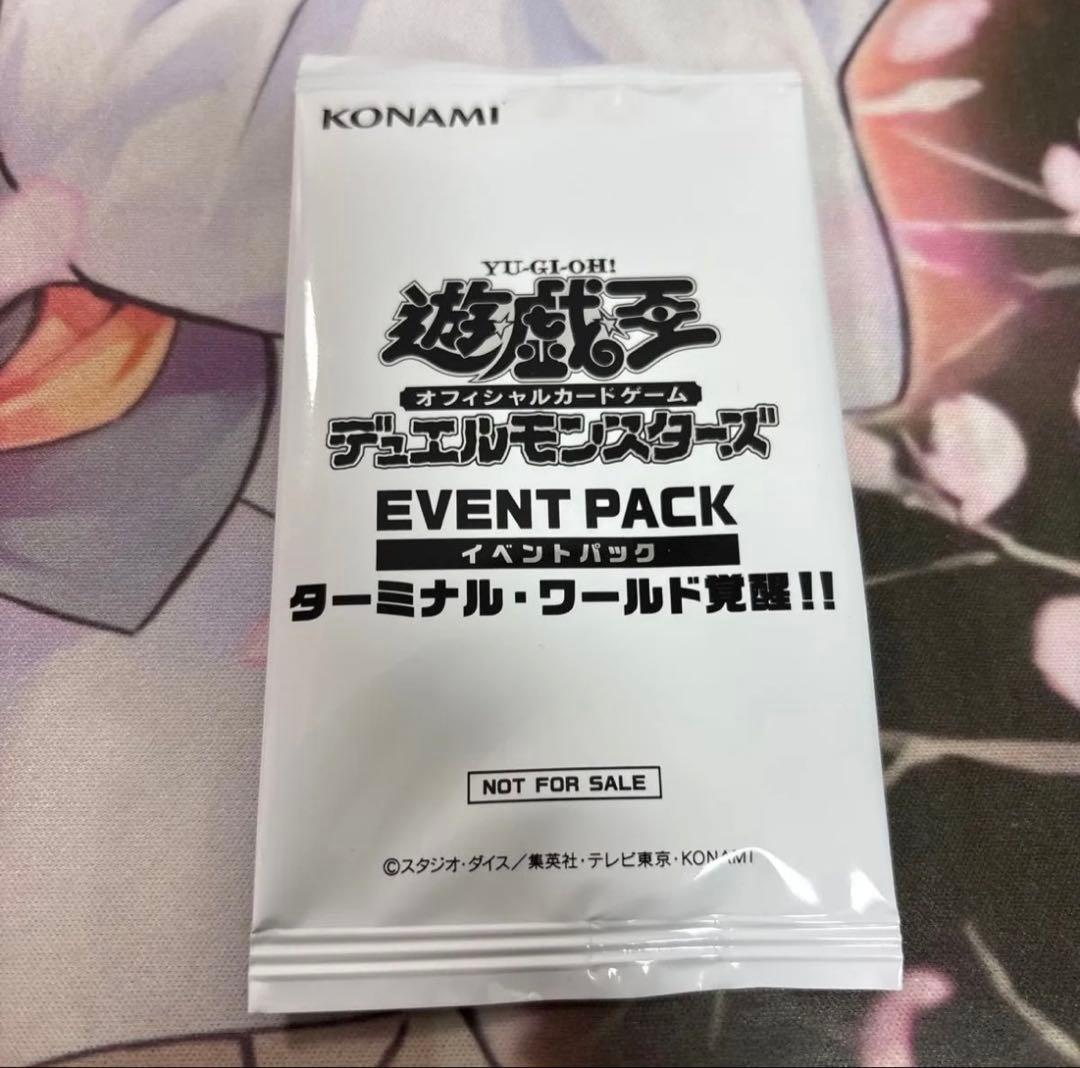 KONAMI
YU-GI-OH!
遊☆戯☆王
オフィシャルカードゲーム
デュエルモンスターズ
EVENT PACK
イベントパック
ターミナル・ワールド覚醒!!
NOT FOR SALE
©スタジオ・ダイス/集英社・テレビ東京・KONAMI